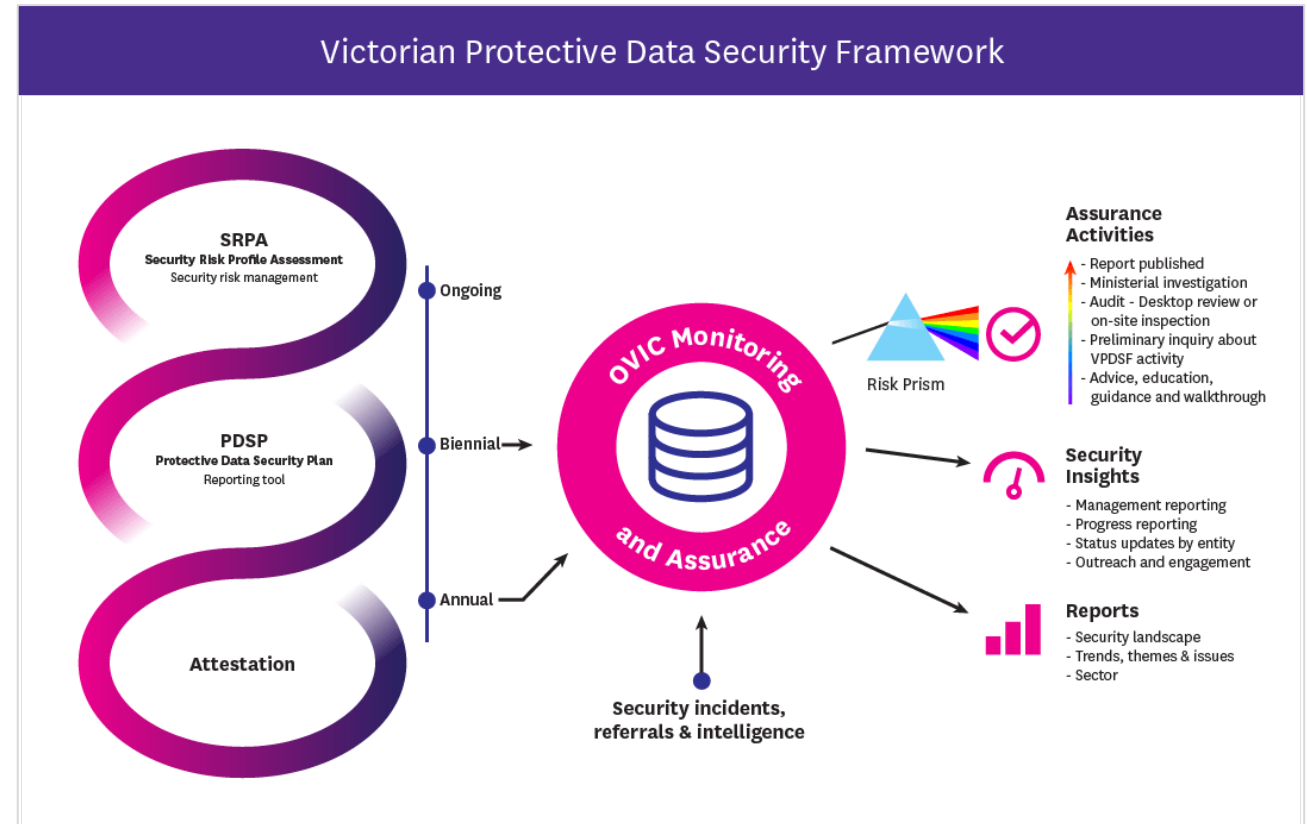 Victorian Protective Data Security Framework
SRPA
Security Risk Profile Assessment
Security risk management
PDSP
Protective Data Security Plan
Reporting tool
Attestation
Ongoing
Biennial
Annual
OVIC Monitoring
and Assurance
Security incidents,
referrals & intelligence
Risk Prism
Assurance
Activities
- Report published
- Ministerial investigation
- Audit - Desktop review or
on-site inspection
- Preliminary inquiry about
VPDSF activity
- Advice, education,
guidance and walkthrough
Security
Insights
- Management reporting
- Progress reporting
- Status updates by entity
- Outreach and engagement
Reports
- Security landscape
- Trends, themes & issues
- Sector